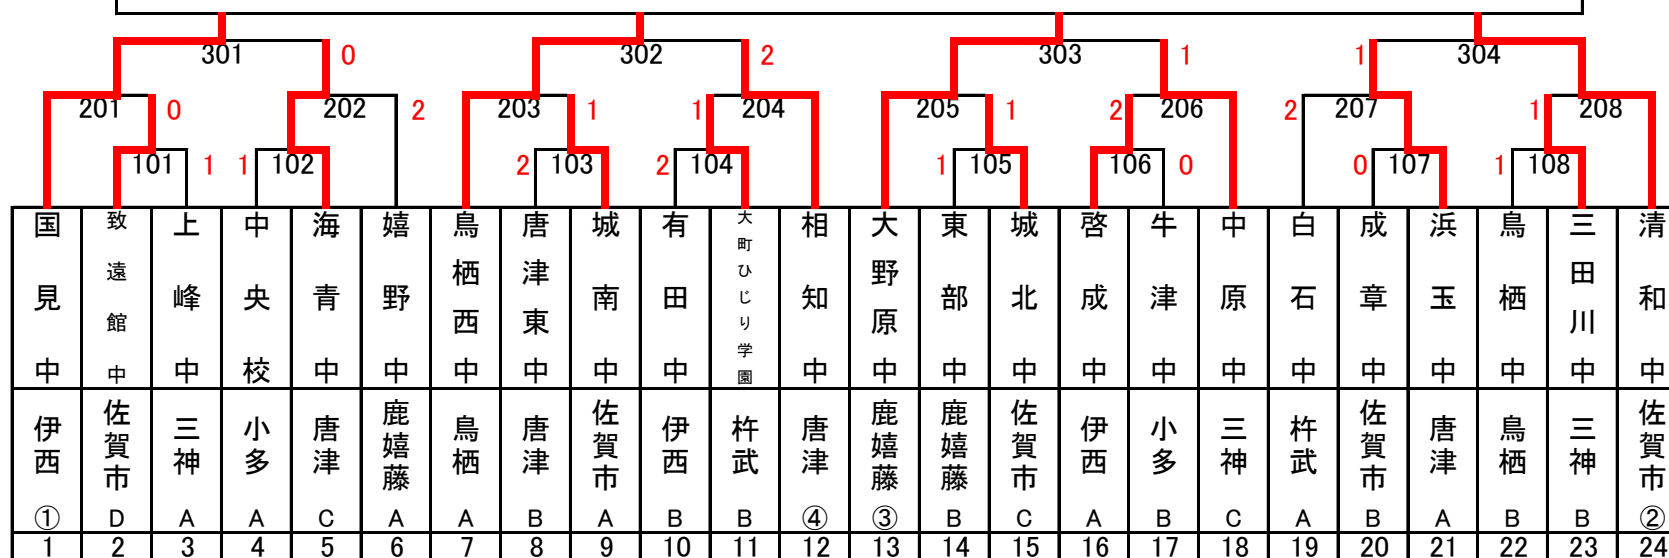 301 0 302 2 303 1 1 304
201 0 202 2 203 1 1 204 205 1 2 206 2 207 1 208
101 1 1 102 2 103 2 104 1 105 106 0 0 107 1 108
国見中 致遠館中 上峰中 中央校 海青中 嬉野中 鳥栖西中 唐津東中 城南中 有田中 大町ひじり学園 相知中 大野原中 東部中 城北中 啓成中 牛津中 中原中 白石中 成章中 浜玉中 鳥栖中 三田川中 清和中
伊西 佐賀市 三神 小多 唐津 鹿嬉藤 鳥栖 唐津 佐賀市 伊西 杵武 唐津 鹿嬉藤 鹿嬉藤 佐賀市 伊西 小多 三神 杵武 佐賀市 唐津 鳥栖 三神 佐賀市
① D A A C A A B A B B ④ ③ B C A B C A B A B B ②
1 2 3 4 5 6 7 8 9 10 11 12 13 14 15 16 17 18 19 20 21 22 23 24